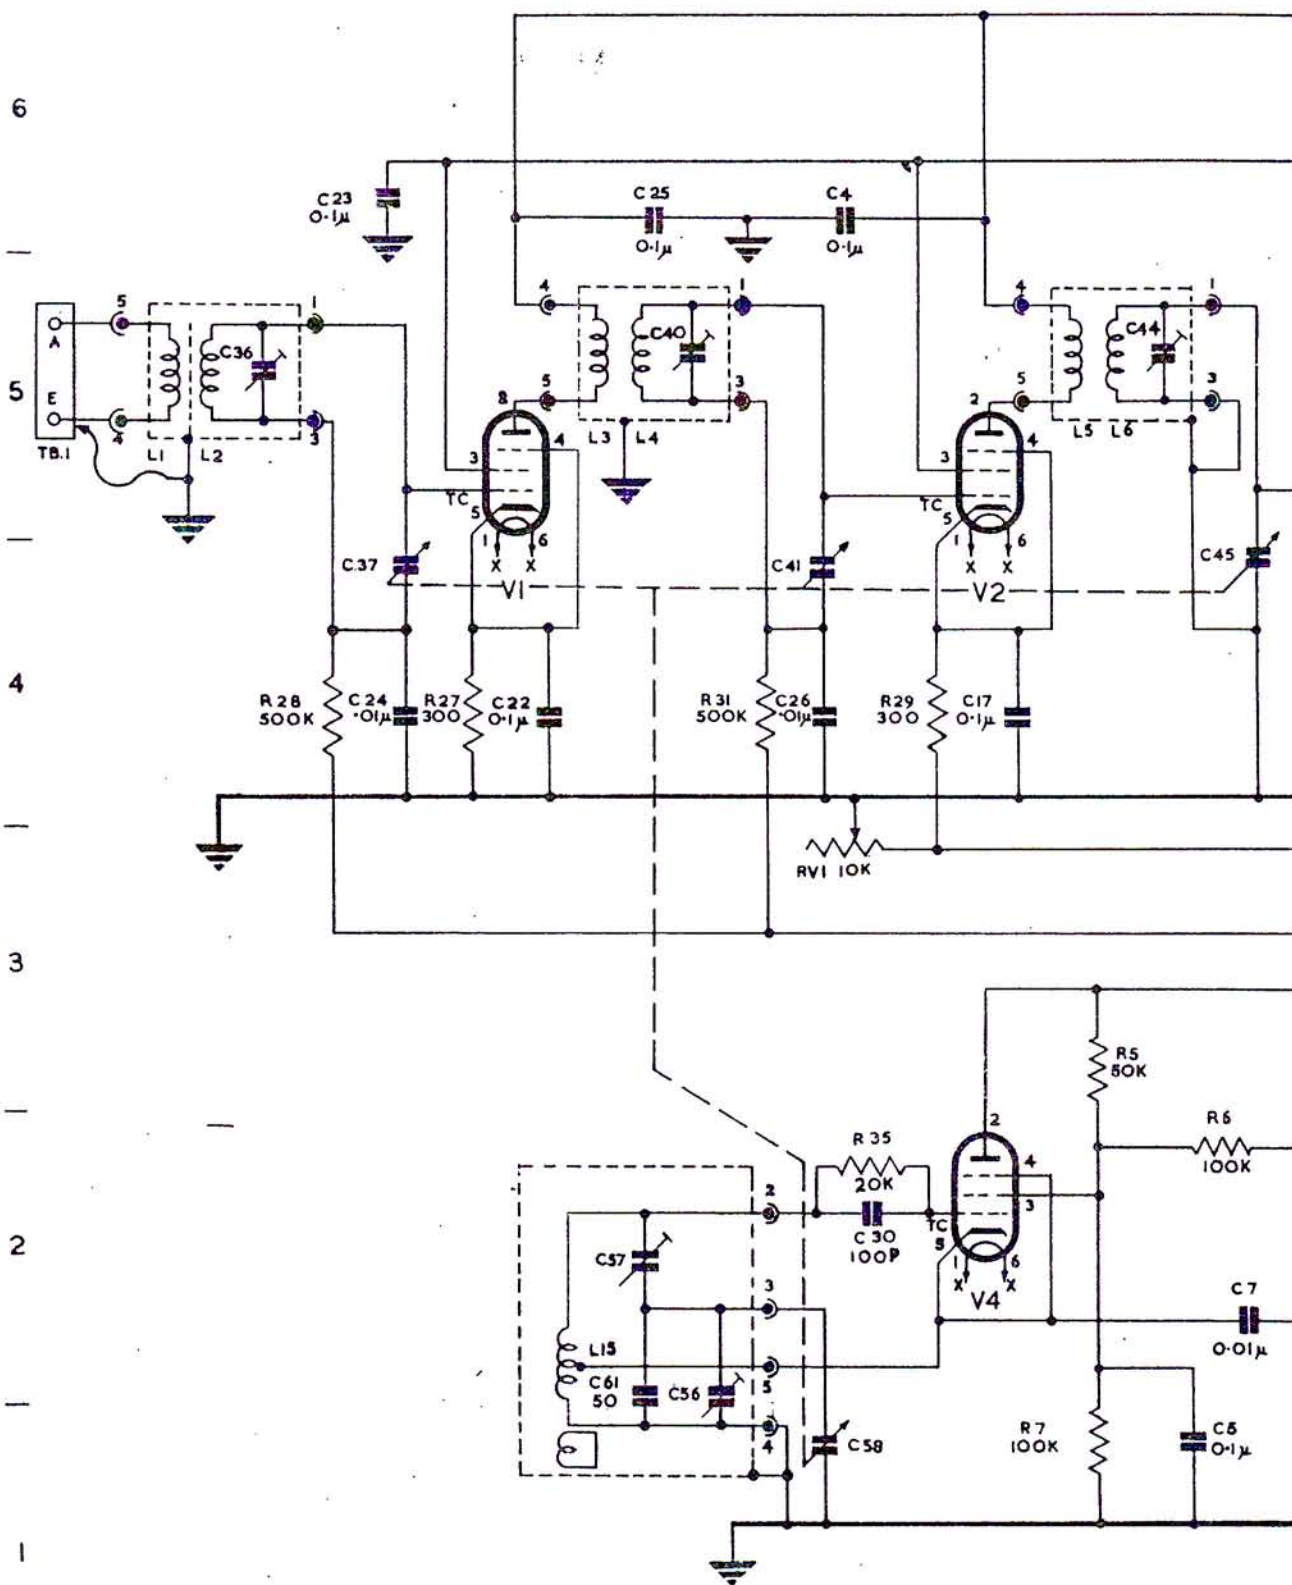 6
C23
0·1µ
C25
0·1µ
C4
0·1µ
5
5
1
A
C36
E
4
3
TB.1
L1
L2
4
1
C40
5
3
L3
L4
8
4
3
TC
5
1
6
X
X
V1
C37
4
1
C44
5
3
L5
L6
2
4
3
TC
5
1
6
X
X
V2
C41
C45
4
R28
500K
C24
·01µ
R27
300
C22
0·1µ
R31
500K
C26
·01µ
R29
300
C17
0·1µ
RV1 10K
3
R5
50K
R6
100K
R35
20K
C30
100P
2
4
3
TC
5
1
6
X
X
V4
2
2
C57
3
L15
C61
50
C56
5
4
C58
C7
0·01µ
R7
100K
0·1µ
1